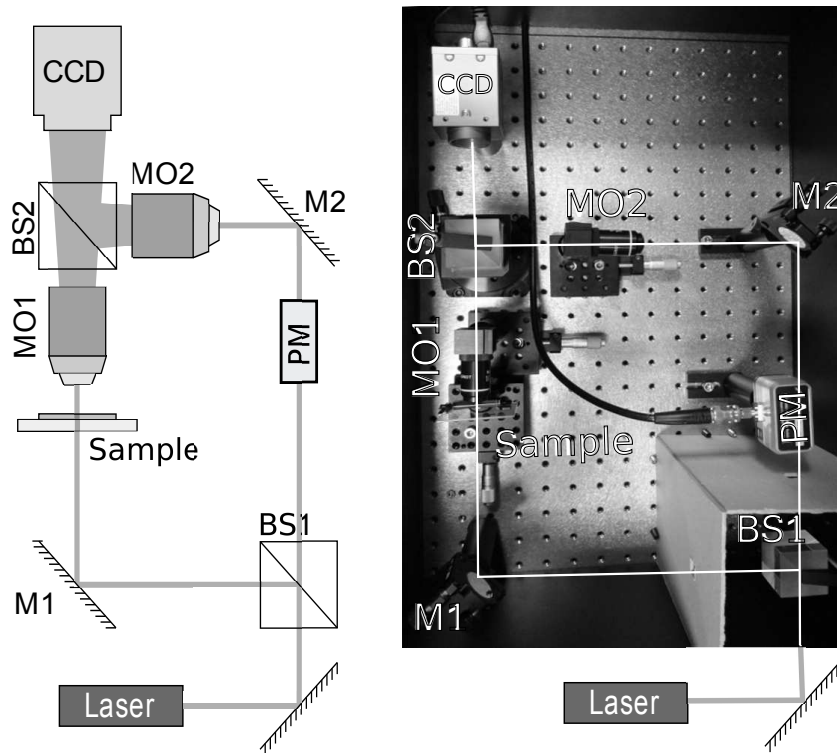 CCD
MO2
M2
BS2
MO1
PM
Sample
BS1
M1
Laser
CCD
MO2
M2
BS2
MO1
PM
Sample
BS1
M1
Laser